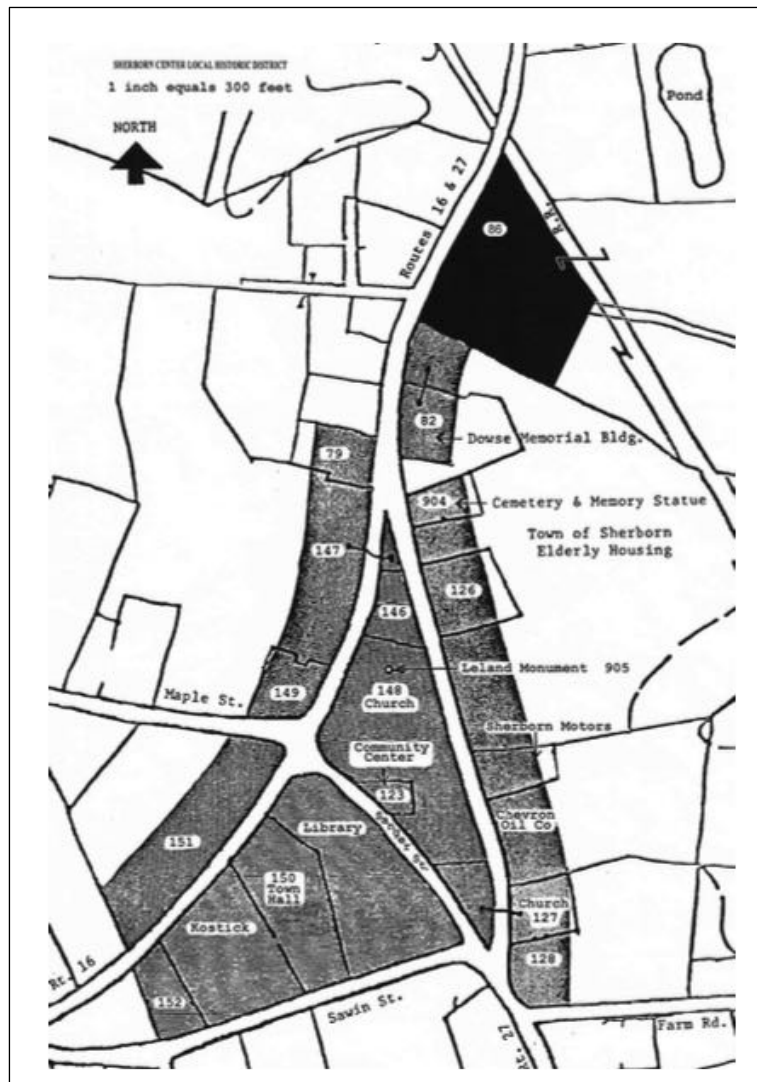 SHERBORN CENTER LOCAL HISTORIC DISTRICT
1 inch equals 300 feet
NORTH
Pond
Routes 16 & 27
R.R.
86
82
Dowse Memorial Bldg.
79
904
Cemetery & Memory Statue
Town of Sherborn
Elderly Housing
147
126
146
Leland Monument 905
148
Church
149
Maple St.
Sherborn Motors
Community
Center
123
Chevron
Oil Co
Library
151
150
Town
Hall
Church
127
Kostick
128
Rt. 16
152
Sawin St.
Rt. 27
Farm Rd.